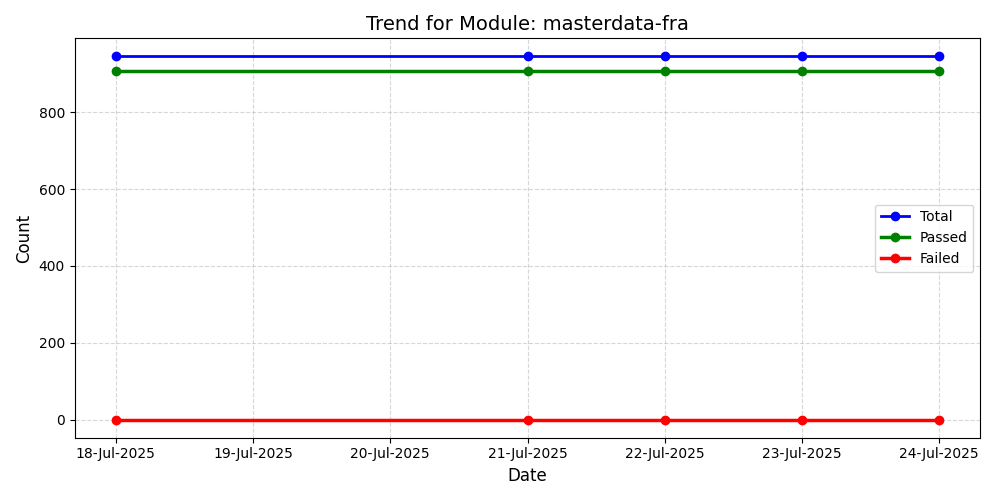 Trend for Module: masterdata-fra
Count
800
600
400
200
0
Total
Passed
Failed
18-Jul-2025 19-Jul-2025 20-Jul-2025 21-Jul-2025 22-Jul-2025 23-Jul-2025 24-Jul-2025
Date